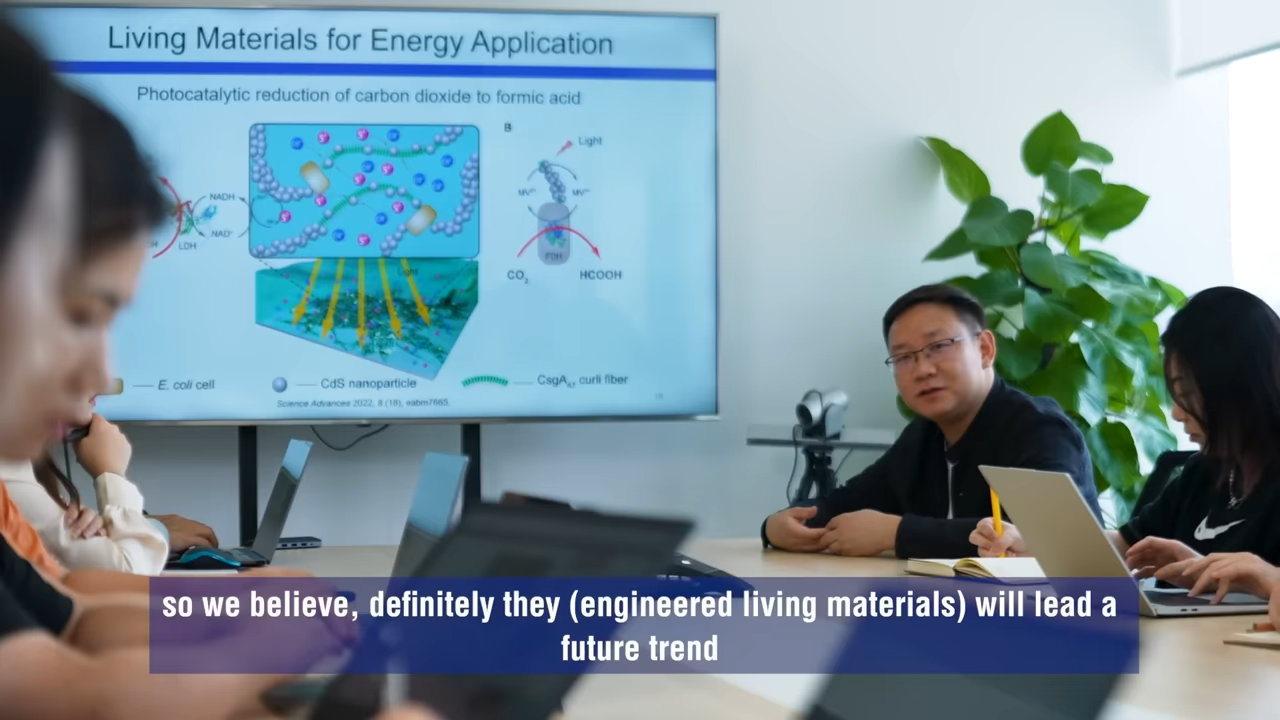 Living Materials for Energy Application
Photocatalytic reduction of carbon dioxide to formic acid
B
Light
NADH
NAD⁺
LDH
FDH
CO₂
HCOOH
E. coli cell
CdS nanoparticle
CsgA
curli fiber
Science Advances 2022, 8 (18), eabm7665.
so we believe, definitely they (engineered living materials) will lead a
future trend